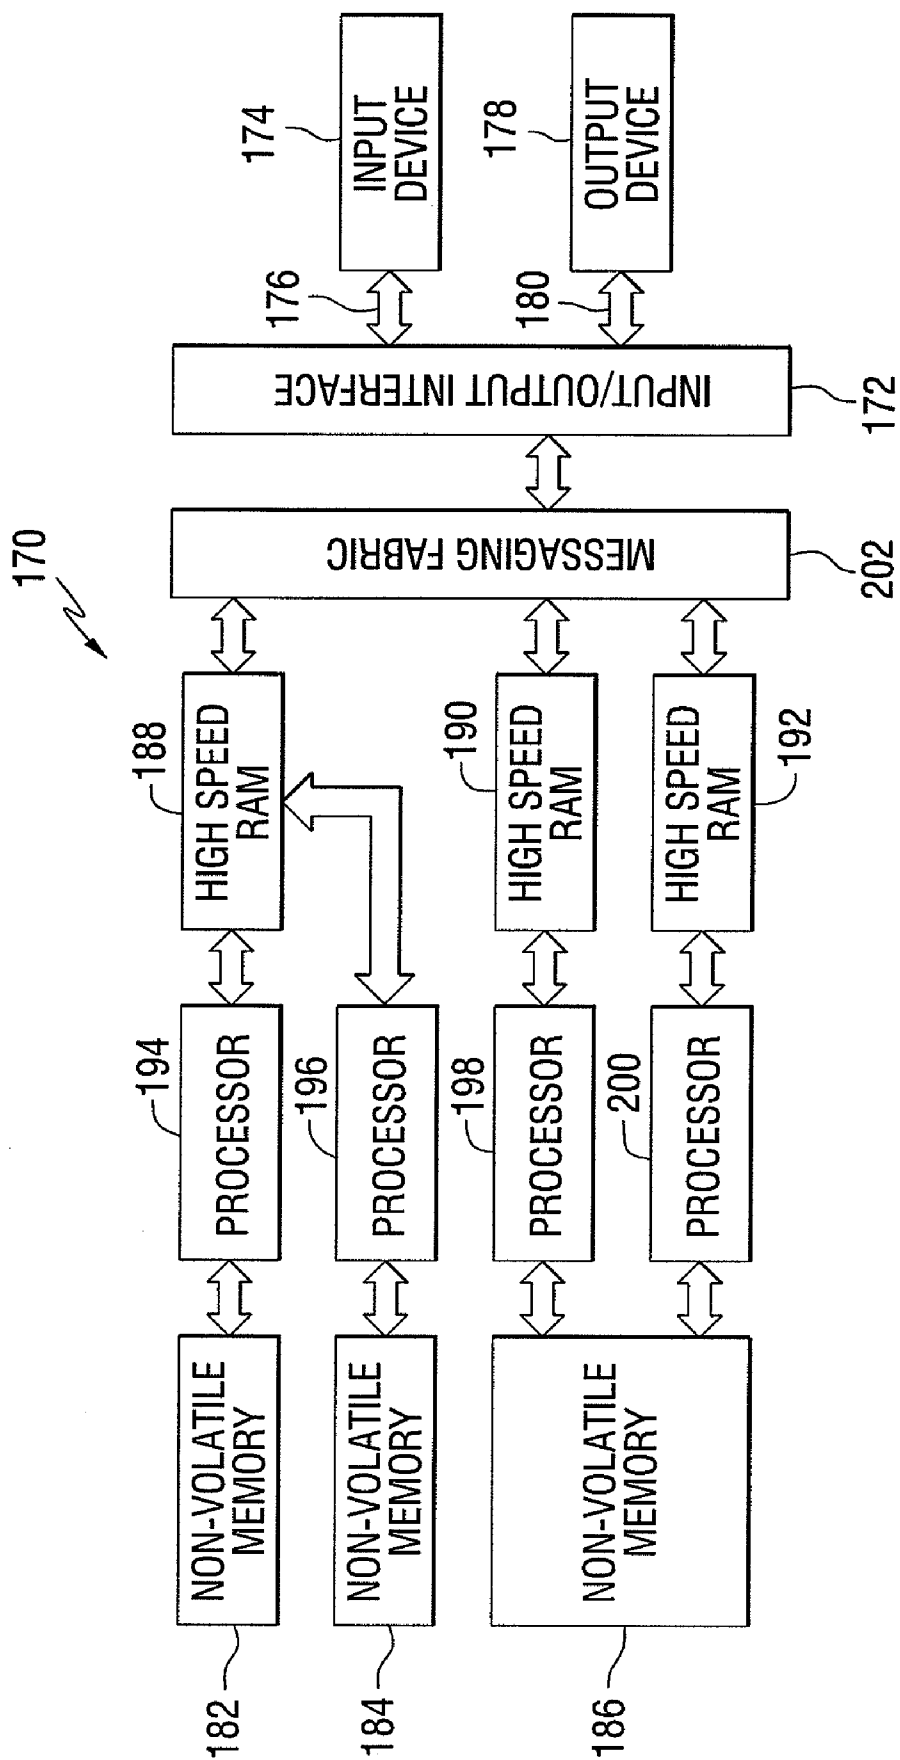 170
194
188
182
NON-VOLATILE
MEMORY
PROCESSOR
HIGH SPEED
RAM
174
176
196
184
NON-VOLATILE
MEMORY
PROCESSOR
INPUT
DEVICE
MESSAGING FABRIC
INPUT/OUTPUT INTERFACE
198
190
178
180
PROCESSOR
HIGH SPEED
RAM
186
NON-VOLATILE
MEMORY
OUTPUT
DEVICE
200
PROCESSOR
HIGH SPEED
RAM
192
202
172